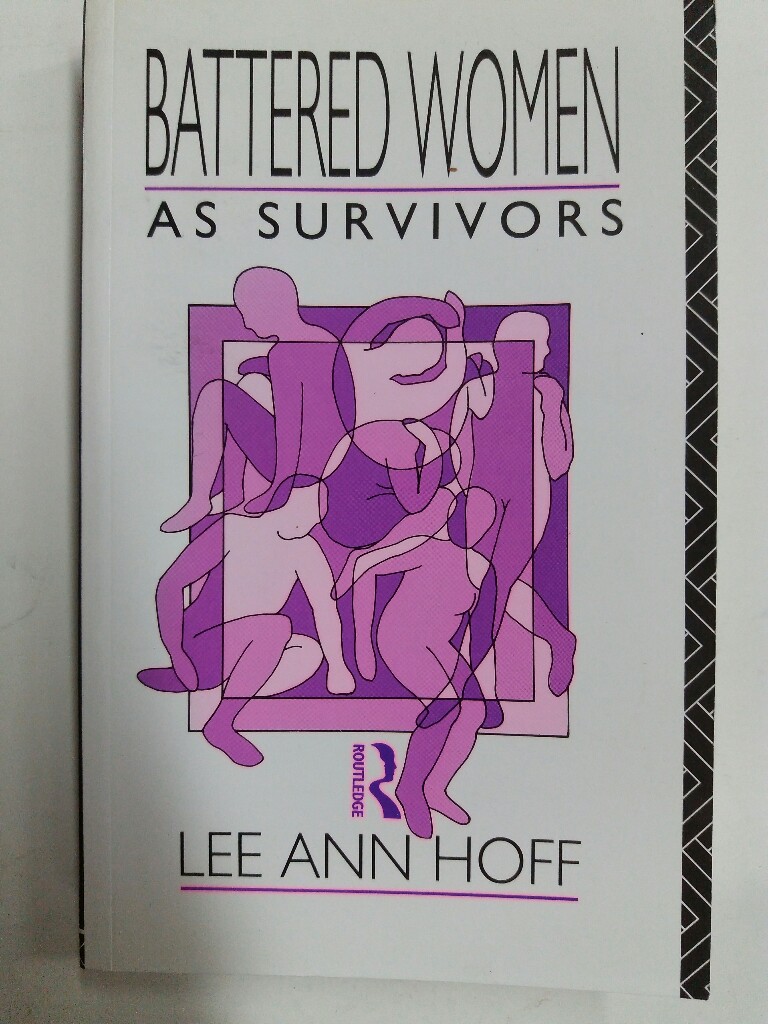 BATTERED WOMEN
AS SURVIVORS
ROUTLEDGE
LEE ANN HOFF